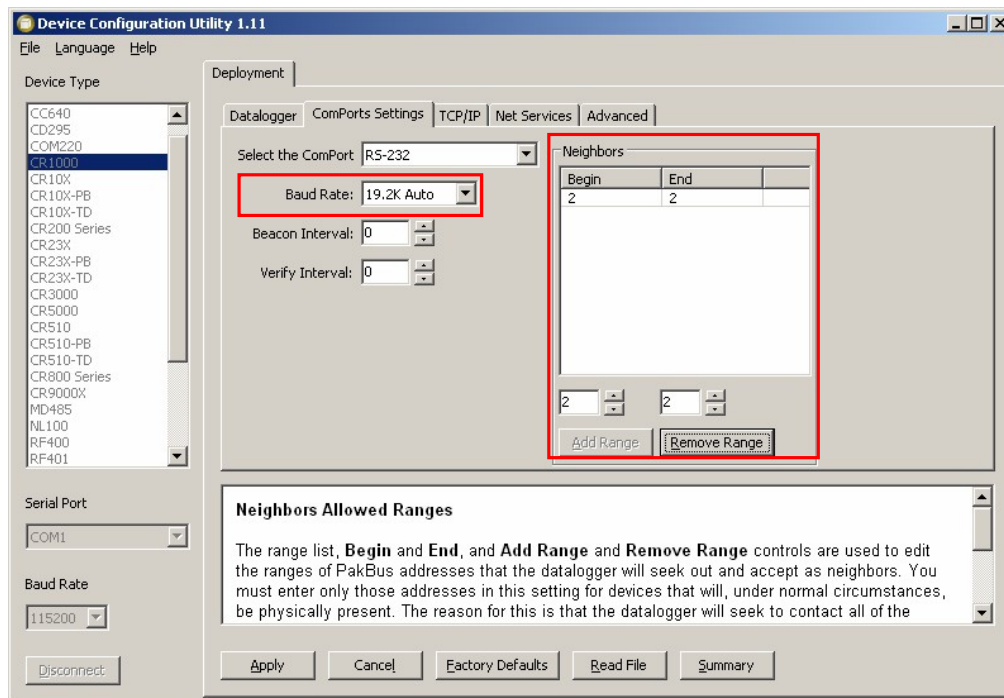 Device Configuration Utility 1.11
File Language Help
Device Type
CC640
CD295
COM220
CR1000
CR10X
CR10X-PB
CR10X-TD
CR200 Series
CR23X
CR23X-PB
CR23X-TD
CR3000
CR5000
CR510
CR510-PB
CR510-TD
CR800 Series
CR9000X
MD485
NL100
RF400
RF401
Serial Port
COM1
Baud Rate
115200
Disconnect
Deployment
Datalogger ComPorts Settings TCP/IP Net Services Advanced
Select the ComPort RS-232
Baud Rate: 19.2K Auto
Beacon Interval: 0
Verify Interval: 0
Neighbors
Begin End
2 2
2 2
Add Range Remove Range
Neighbors Allowed Ranges
The range list, Begin and End, and Add Range and Remove Range controls are used to edit
the ranges of PakBus addresses that the datalogger will seek out and accept as neighbors. You
must enter only those addresses in this setting for devices that will, under normal circumstances,
be physically present. The reason for this is that the datalogger will seek to contact all of the
Apply Cancel Factory Defaults Read File Summary